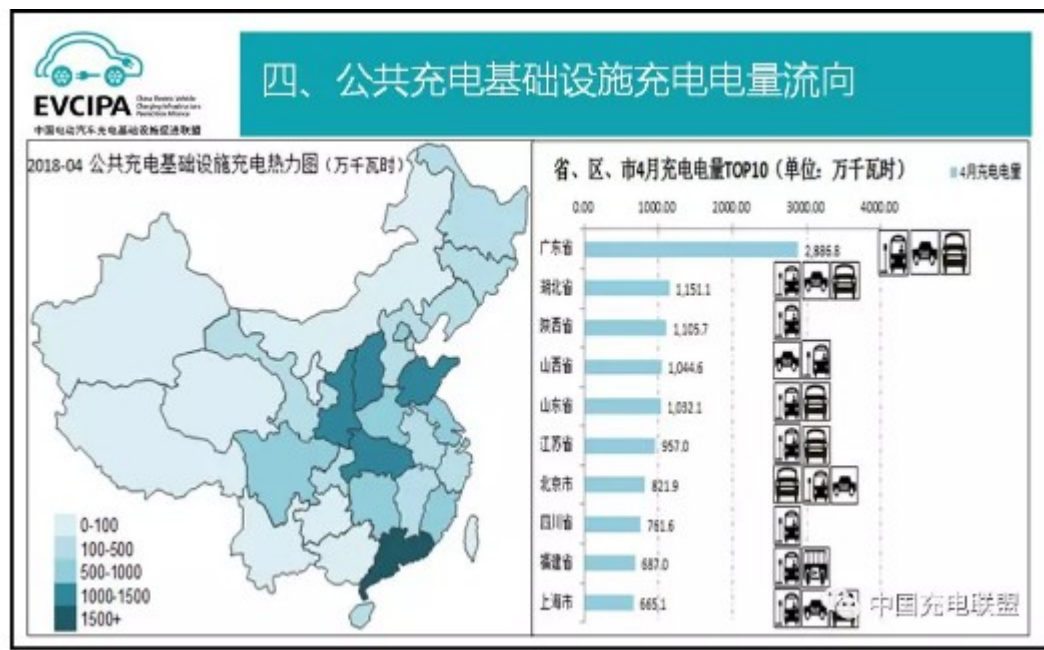 EVCIPA
China Electric Vehicle
Charging Infrastructure
Promotion Alliance
中国电动汽车充电基础设施促进联盟
四、公共充电基础设施充电电量流向
2018-04 公共充电基础设施充电热力图(万千瓦时)
0-100
100-500
500-1000
1000-1500
1500+
省、区、市4月充电电量TOP10(单位:万千瓦时)
4月充电电量
0.00 1000.00 2000.00 3000.00 4000.00
广东省 2,886.8
湖北省 1,151.1
陕西省 1,105.7
山西省 1,044.6
山东省 1,032.1
江苏省 957.0
北京市 821.9
四川省 761.6
福建省 687.0
上海市 665.1
中国充电联盟